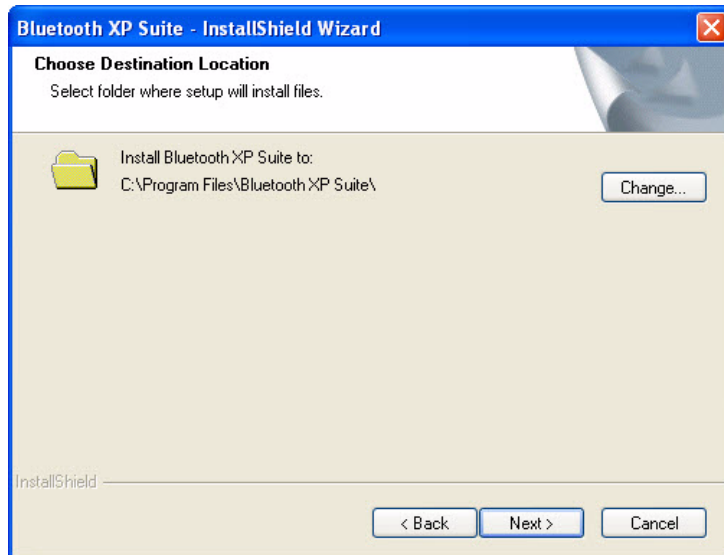 Bluetooth XP Suite - InstallShield Wizard
Choose Destination Location
Select folder where setup will install files.
Install Bluetooth XP Suite to:
C:\Program Files\Bluetooth XP Suite\
Change...
InstallShield
< Back
Next >
Cancel